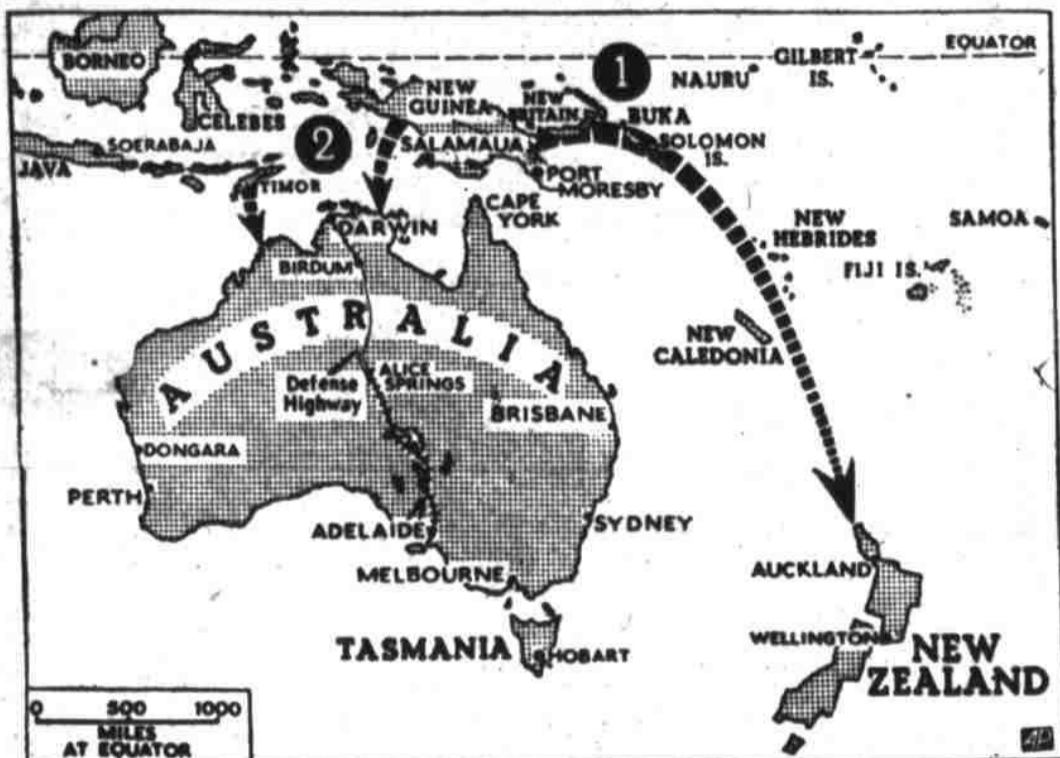 EQUATOR
BORNEO
CELEBES
SOERABAJA
JAVA
TIMOR
2
NEW
GUINEA
SALAMAUA
NEW
BRITAIN
1
BUKA
SOLOMON
IS.
NAURU
GILBERT
IS.
PORT
MORESBY
CAPE
YORK
DARWIN
BIRDUM
NEW
HEBRIDES
SAMOA
FIJI IS.
NEW
CALEDONIA
AUSTRALIA
ALICE
SPRINGS
Defense
Highway
BRISBANE
DONGARA
PERTH
ADELAIDE
SYDNEY
MELBOURNE
TASMANIA
HOBART
AUCKLAND
WELLINGTON
NEW
ZEALAND
0 500 1000
MILES
AT EQUATOR